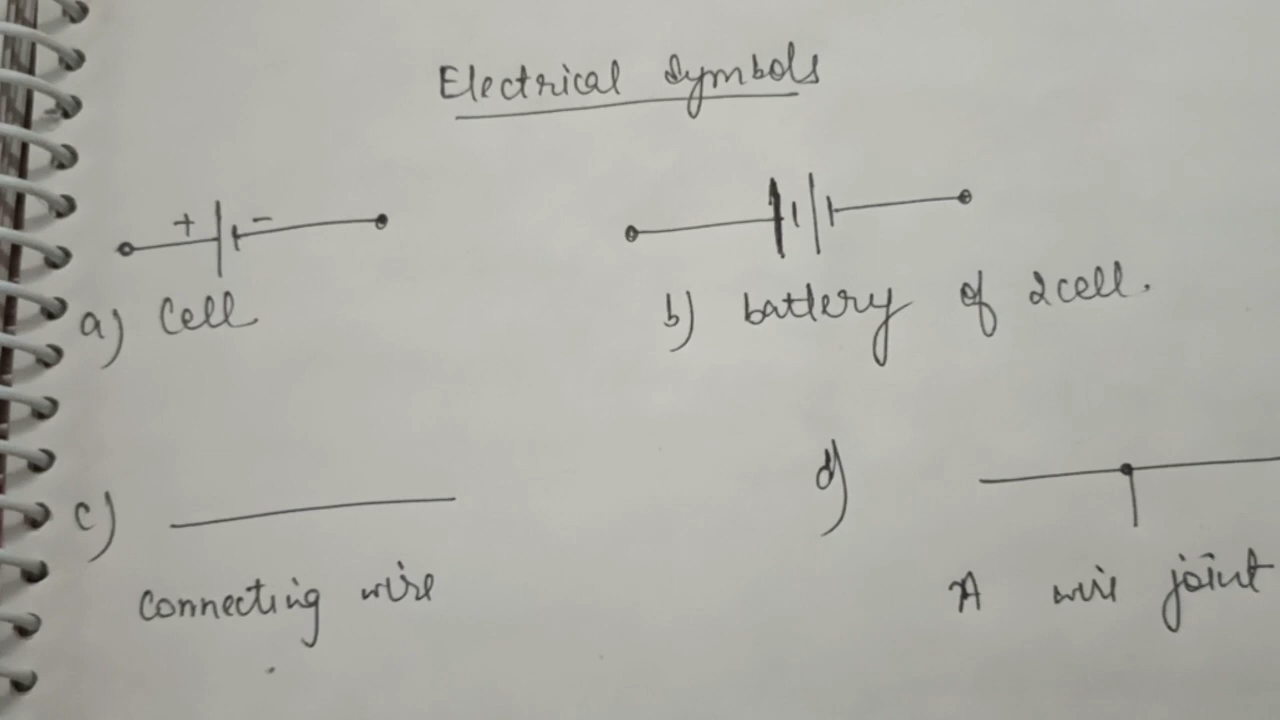 Electrical Symbols
+ -
a) Cell
b) battery of 2cell.
c)
d)
Connecting wire
A wire joint